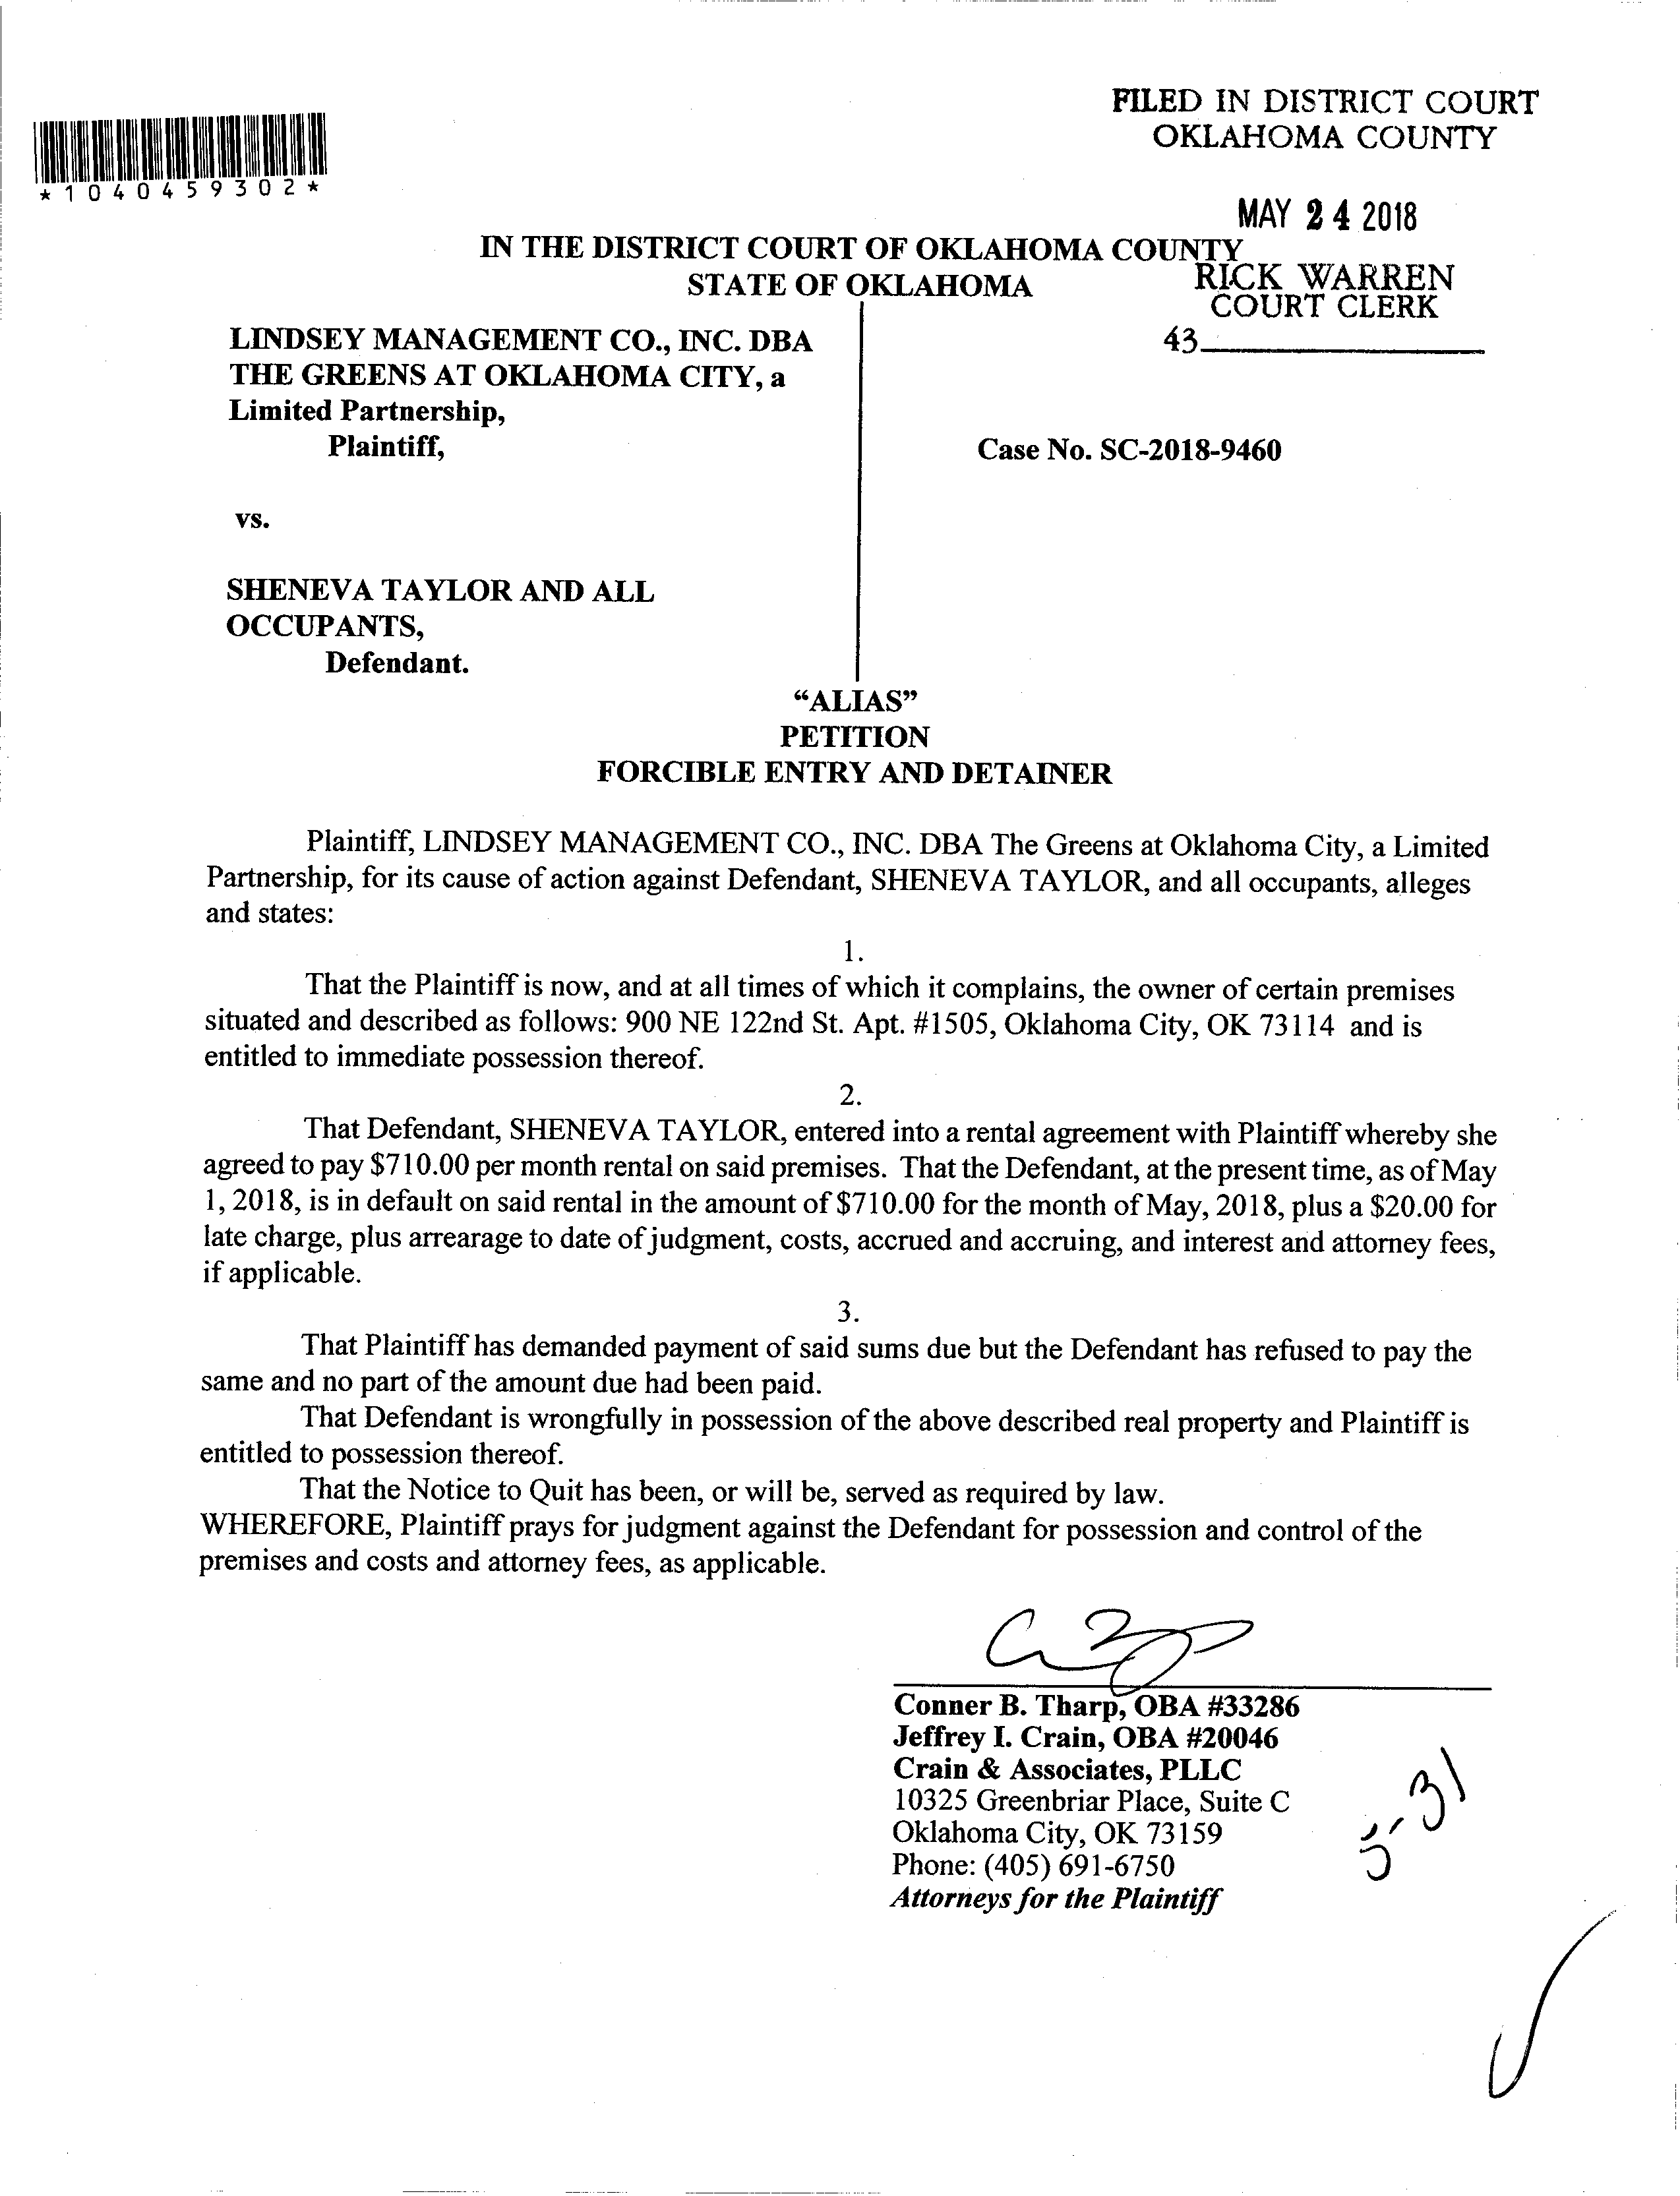 FILED IN DISTRICT COURT
OKLAHOMA COUNTY
*1040459302*
MAY 24 2018
IN THE DISTRICT COURT OF OKLAHOMA COUNTY
STATE OF OKLAHOMA
RICK WARREN
COURT CLERK
43
LINDSEY MANAGEMENT CO., INC. DBA
THE GREENS AT OKLAHOMA CITY, a
Limited Partnership,
Plaintiff,
Case No. SC-2018-9460
vs.
SHENEVA TAYLOR AND ALL
OCCUPANTS,
Defendant.
“ALIAS”
PETITION
FORCIBLE ENTRY AND DETAINER
Plaintiff, LINDSEY MANAGEMENT CO., INC. DBA The Greens at Oklahoma City, a Limited
Partnership, for its cause of action against Defendant, SHENEVA TAYLOR, and all occupants, alleges
and states:
1.
That the Plaintiff is now, and at all times of which it complains, the owner of certain premises
situated and described as follows: 900 NE 122nd St. Apt. #1505, Oklahoma City, OK 73114 and is
entitled to immediate possession thereof.
2.
That Defendant, SHENEVA TAYLOR, entered into a rental agreement with Plaintiff whereby she
agreed to pay $710.00 per month rental on said premises. That the Defendant, at the present time, as of May
1, 2018, is in default on said rental in the amount of $710.00 for the month of May, 2018, plus a $20.00 for
late charge, plus arrearage to date of judgment, costs, accrued and accruing, and interest and attorney fees,
if applicable.
3.
That Plaintiff has demanded payment of said sums due but the Defendant has refused to pay the
same and no part of the amount due had been paid.
That Defendant is wrongfully in possession of the above described real property and Plaintiff is
entitled to possession thereof.
That the Notice to Quit has been, or will be, served as required by law.
WHEREFORE, Plaintiff prays for judgment against the Defendant for possession and control of the
premises and costs and attorney fees, as applicable.
Conner B. Tharp, OBA #33286
Jeffrey I. Crain, OBA #20046
Crain & Associates, PLLC
10325 Greenbriar Place, Suite C
Oklahoma City, OK 73159
Phone: (405) 691-6750
Attorneys for the Plaintiff
5-31